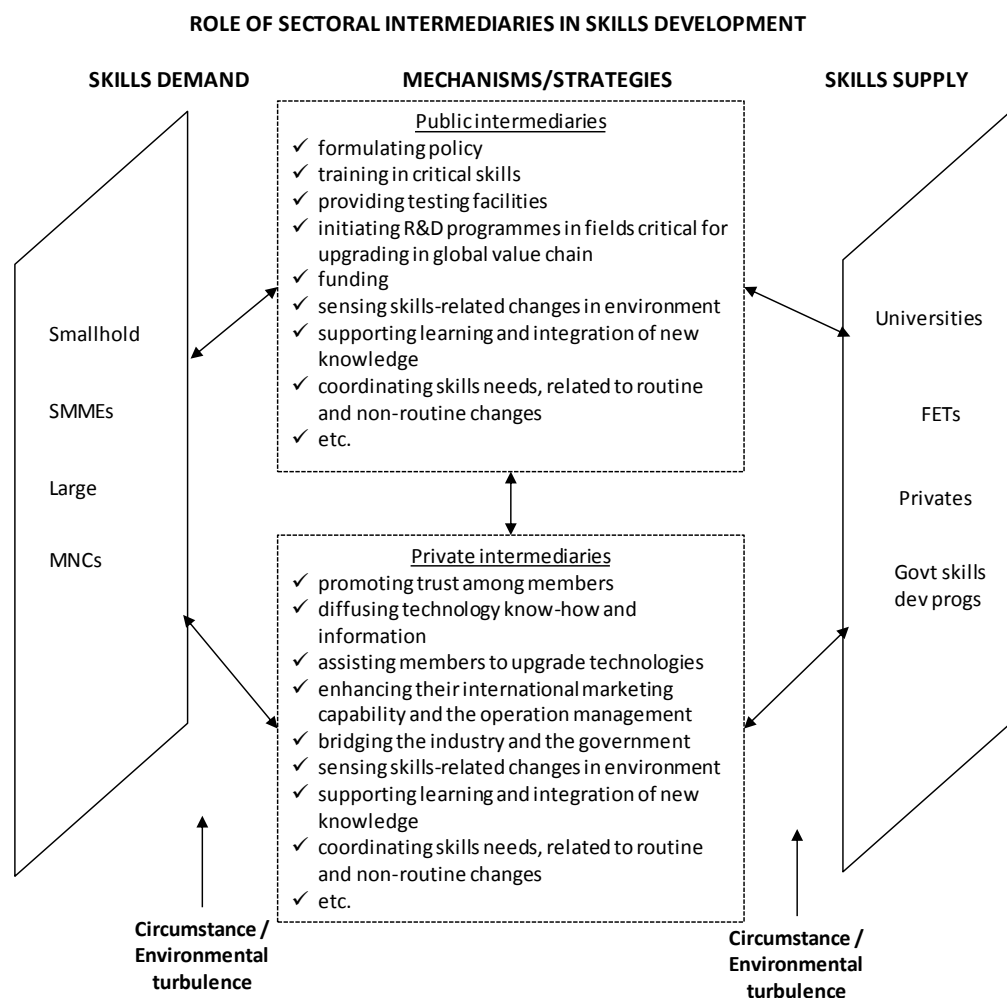 ROLE OF SECTORAL INTERMEDIARIES IN SKILLS DEVELOPMENT
SKILLS DEMAND
MECHANISMS/STRATEGIES
SKILLS SUPPLY
Smallhold
SMMEs
Large
MNCs
Public intermediaries
✓ formulating policy
✓ training in critical skills
✓ providing testing facilities
✓ initiating R&D programmes in fields critical for
upgrading in global value chain
✓ funding
✓ sensing skills-related changes in environment
✓ supporting learning and integration of new
knowledge
✓ coordinating skills needs, related to routine
and non-routine changes
✓ etc.
Private intermediaries
✓ promoting trust among members
✓ diffusing technology know-how and
information
✓ assisting members to upgrade technologies
✓ enhancing their international marketing
capability and the operation management
✓ bridging the industry and the government
✓ sensing skills-related changes in environment
✓ supporting learning and integration of new
knowledge
✓ coordinating skills needs, related to routine
and non-routine changes
✓ etc.
Universities
FETs
Privates
Govt skills
dev progs
Circumstance /
Environmental
turbulence
Circumstance /
Environmental
turbulence